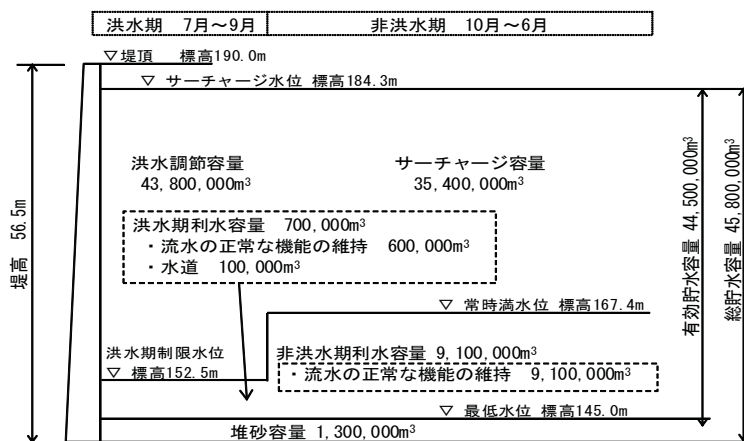 洪水期 7月～9月 非洪水期 10月～6月
▽堤頂 標高190.0m
▽ サーチャージ水位 標高184.3m
洪水調節容量 サーチャージ容量
43,800,000m³ 35,400,000m³
洪水期利水容量 700,000m³
・流水の正常な機能の維持 600,000m³
・水道 100,000m³
▽ 常時満水位 標高167.4m
洪水期制限水位 非洪水期利水容量 9,100,000m³
▽ 標高152.5m ・流水の正常な機能の維持 9,100,000m³
▽ 最低水位 標高145.0m
堆砂容量 1,300,000m³
堤高 56.5m
有効貯水容量 44,500,000m³
総貯水容量 45,800,000m³